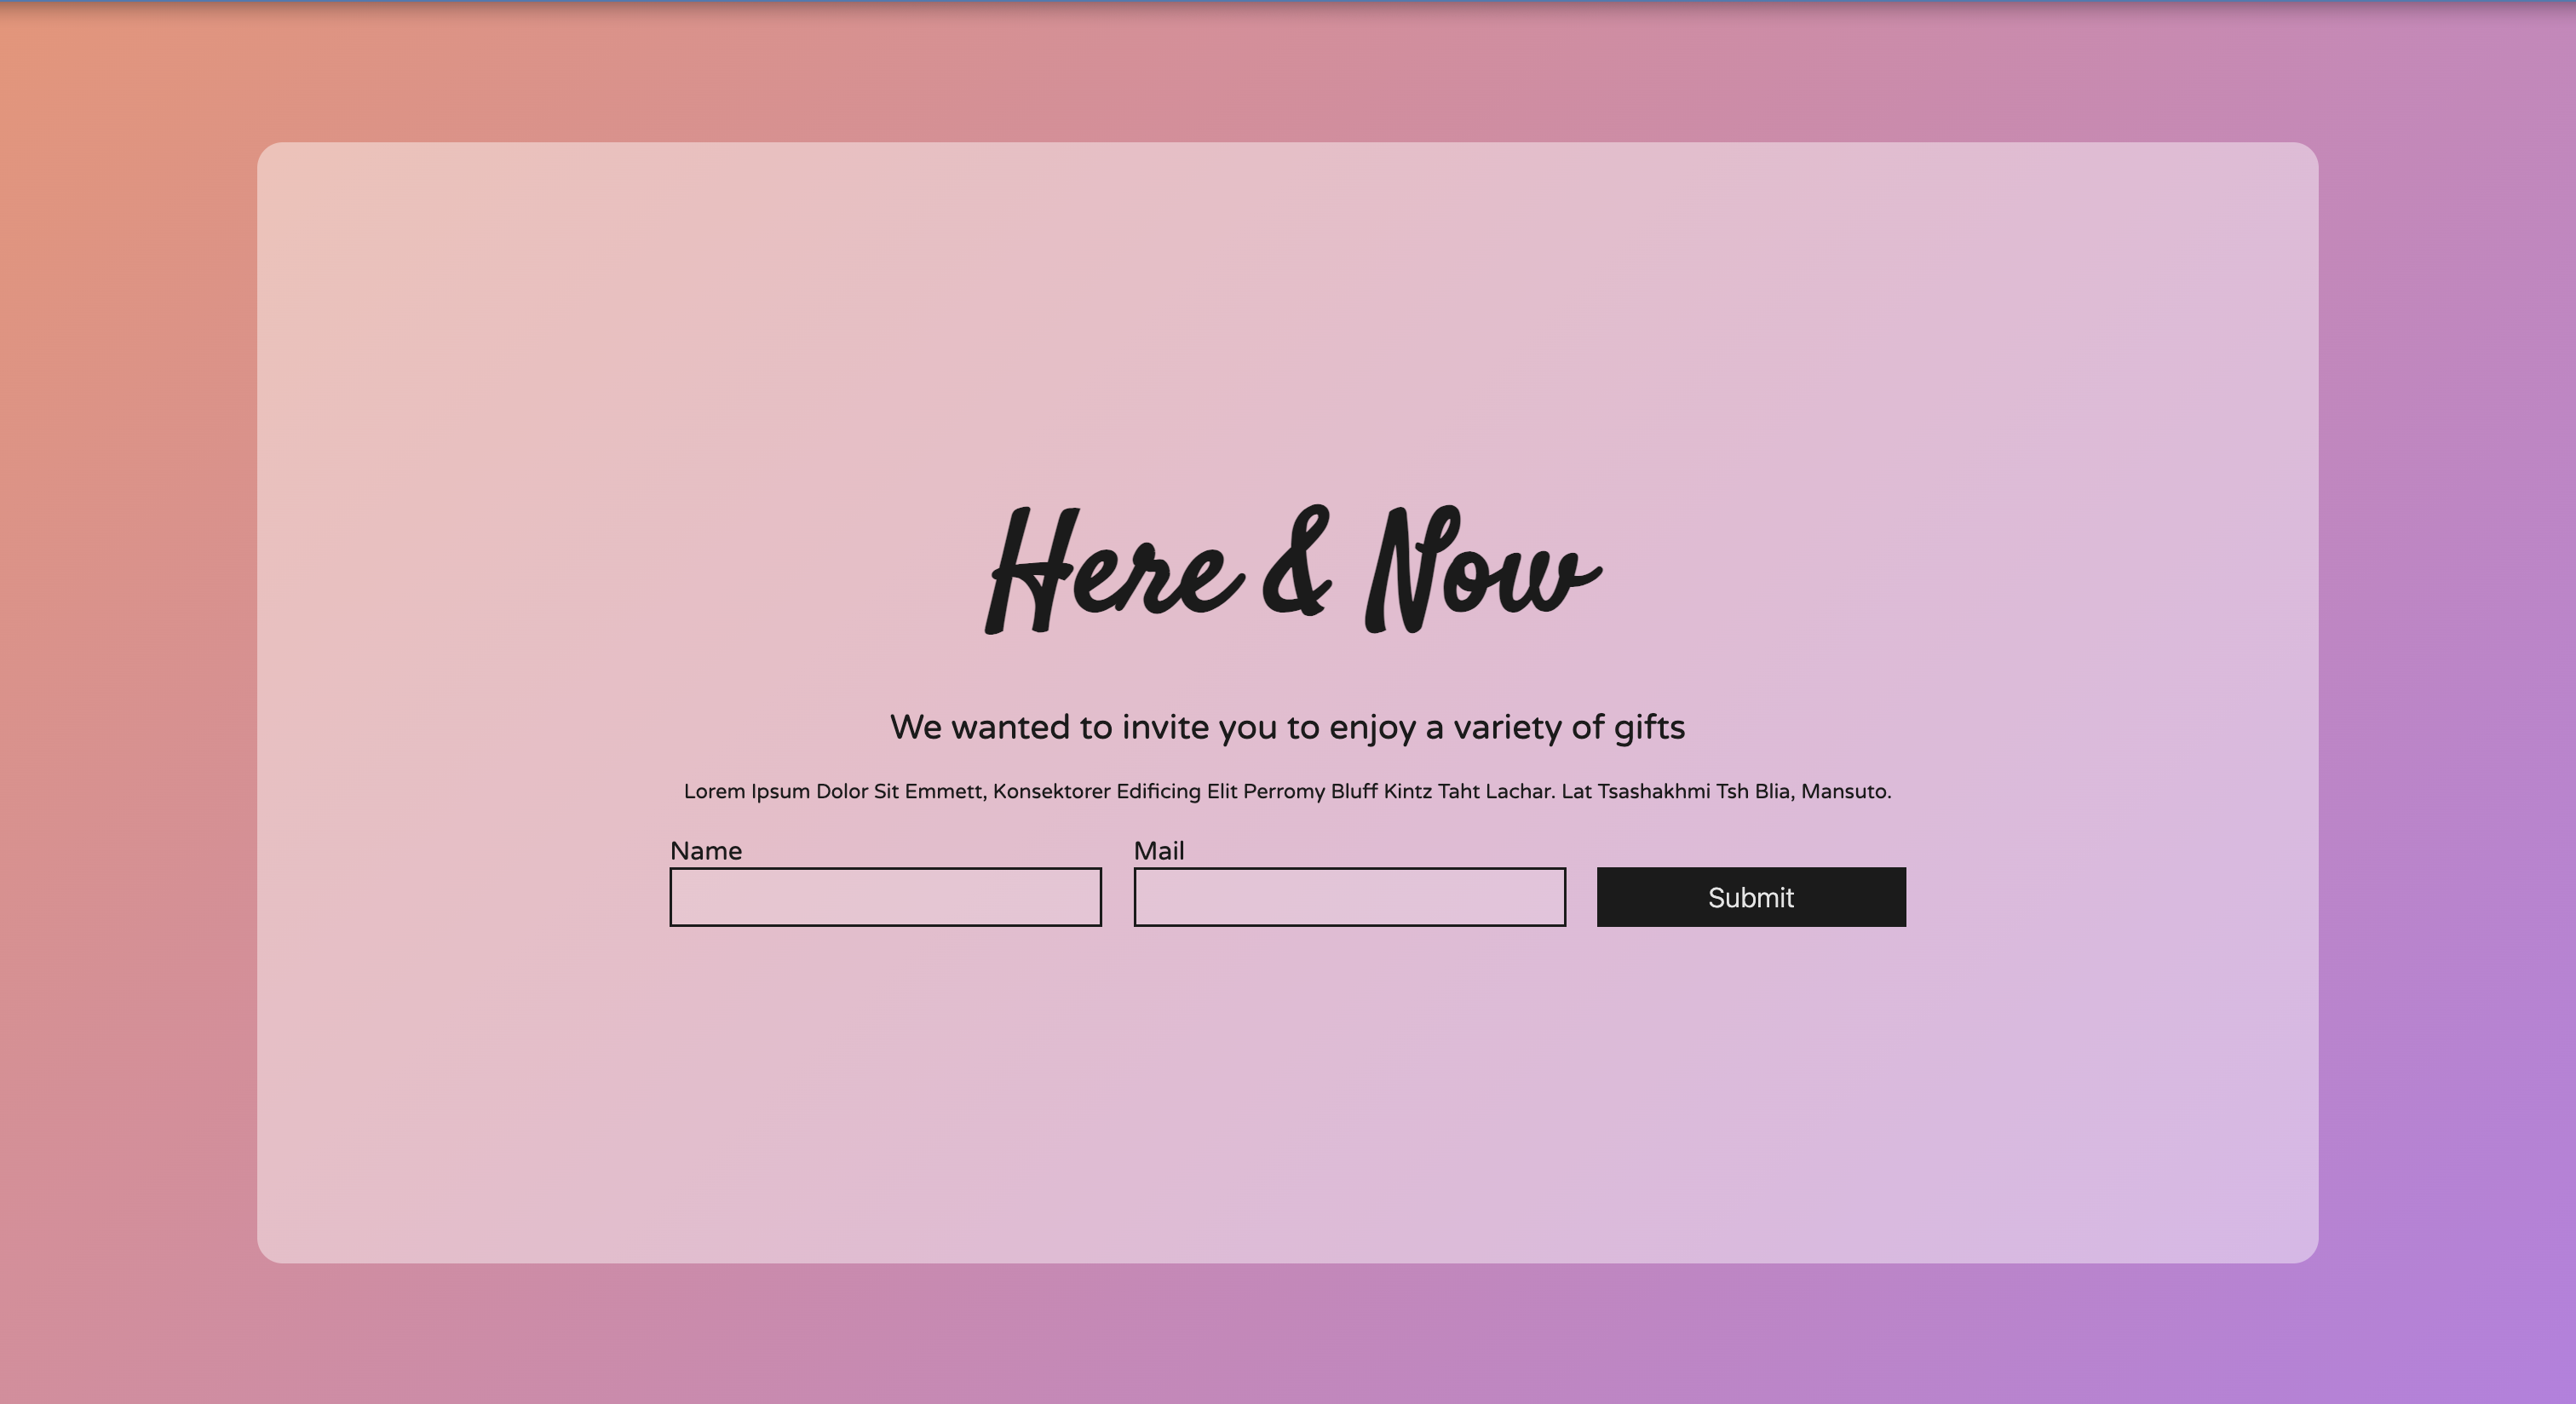 Here & Now
We wanted to invite you to enjoy a variety of gifts
Lorem Ipsum Dolor Sit Emmett, Konsektorer Edificing Elit Perromy Bluff Kintz Taht Lachar. Lat Tsashakhmi Tsh Blia, Mansuto.
Name
Mail
Submit